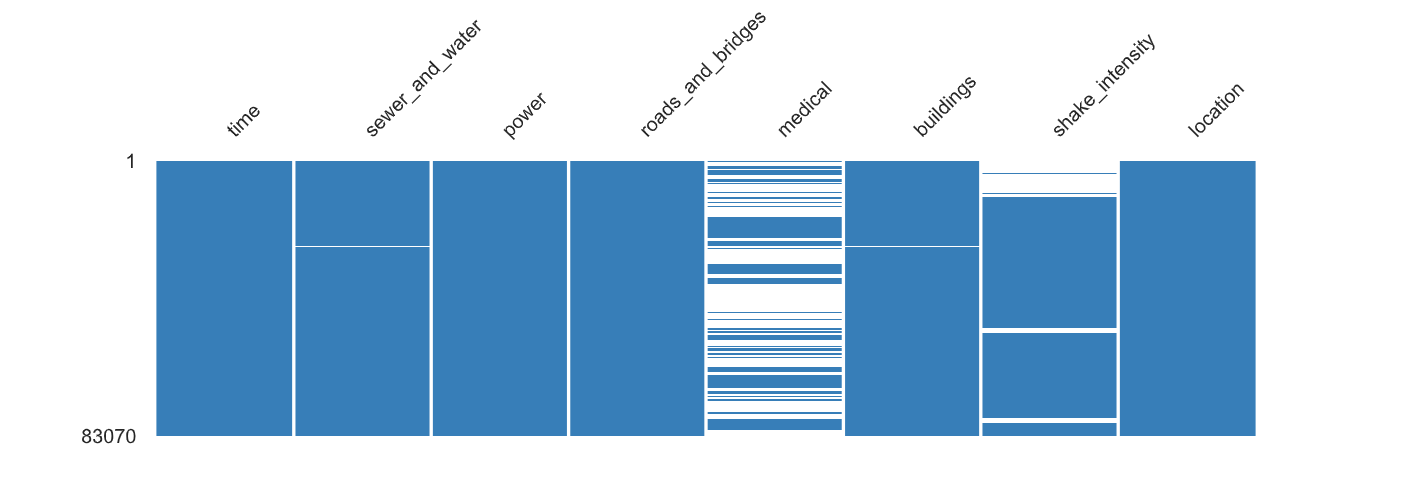 time
sewer_and_water
power
roads_and_bridges
medical
buildings
shake_intensity
location
1
83070